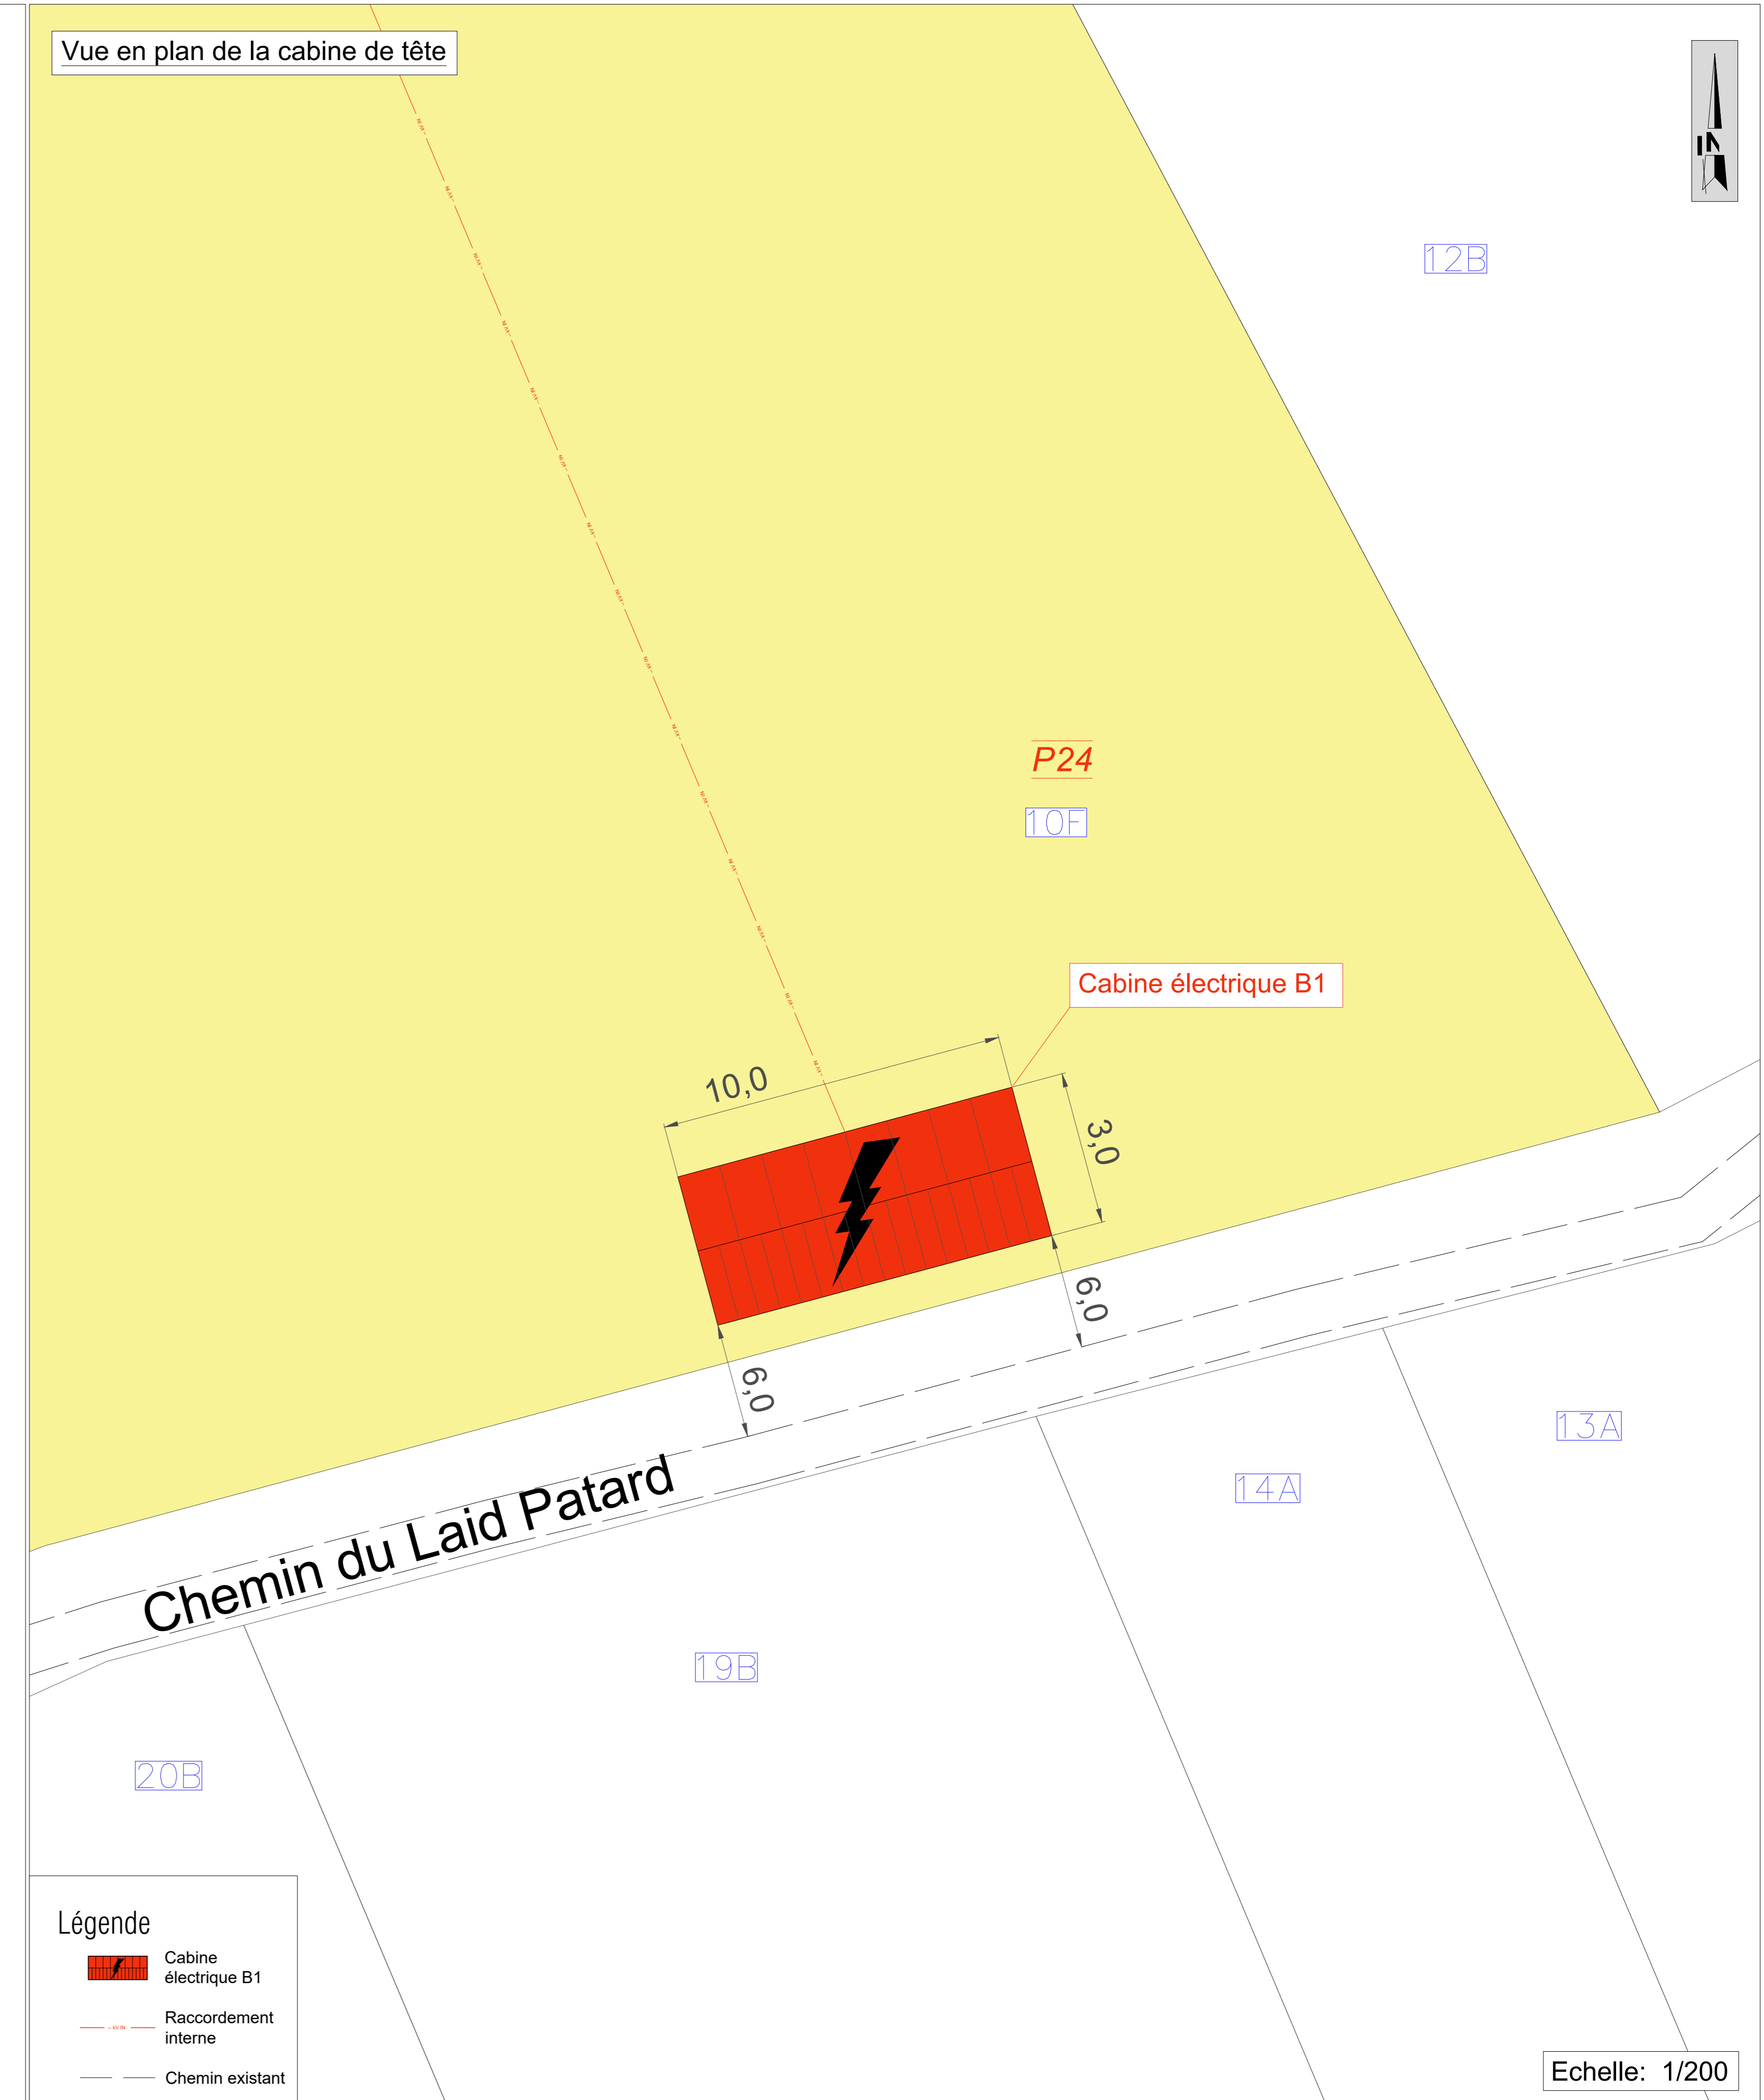 Vue en plan de la cabine de tête
N
12B
P24
10F
Cabine électrique B1
10,0
3,0
6,0
6,0
Chemin du Laid Patard
13A
14A
19B
20B
Légende
Cabine
électrique B1
Raccordement
interne
Chemin existant
Echelle: 1/200